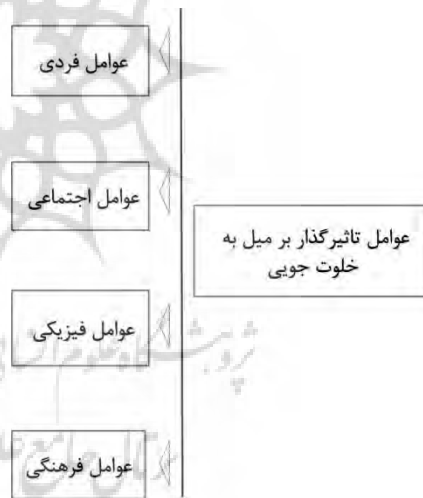 عوامل تاثیرگذار بر میل به
خلوت جویی
عوامل فردی
عوامل اجتماعی
عوامل فیزیکی
عوامل فرهنگی